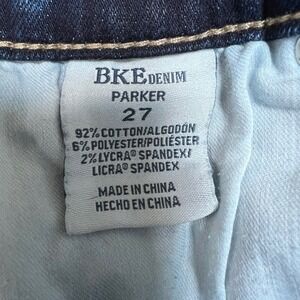 BKE DENIM
PARKER
27
92% COTTON/ALGODÓN
6% POLYESTER/POLIÉSTER
2% LYCRA® SPANDEX/
LICRA® SPANDEX
MADE IN CHINA
HECHO EN CHINA